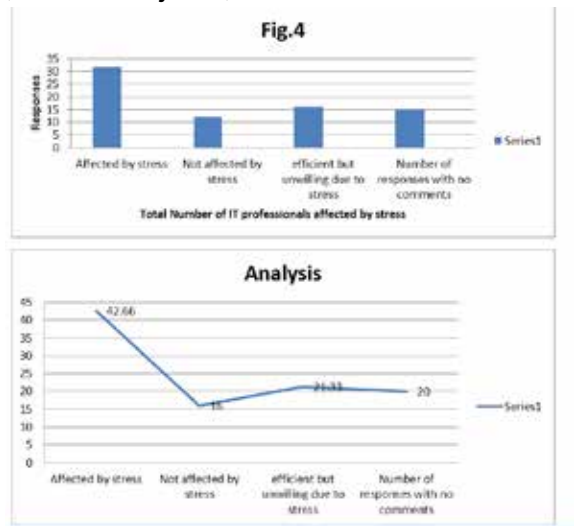 Fig.4
35
30
25
20
15
10
5
0
Responses
Affected by stress
Not affected by
stress
efficient but
unwilling due to
stress
Number of
responses with no
comments
Series1
Total Number of IT professionals affected by stress
Analysis
45
40
35
30
25
20
15
10
5
0
42.66
16
21.33
20
Affected by stress
Not affected by
stress
efficient but
unwilling due to
stress
Number of
responses with no
comments
Series1